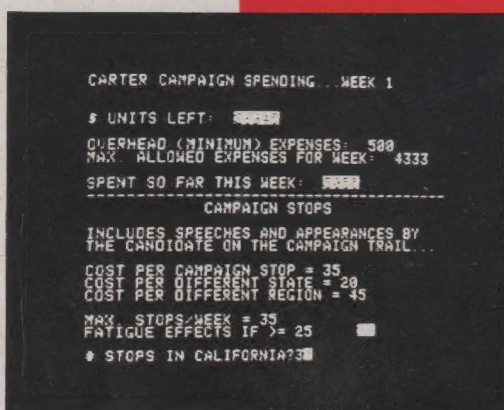 CARTER CAMPAIGN SPENDING...WEEK 1
$ UNITS LEFT:
OVERHEAD (MINIMUM) EXPENSES: 500
MAX. ALLOWED EXPENSES FOR WEEK: 4333
SPENT SO FAR THIS WEEK:
CAMPAIGN STOPS
INCLUDES SPEECHES AND APPEARANCES BY
THE CANDIDATE ON THE CAMPAIGN TRAIL...
COST PER CAMPAIGN STOP = 35
COST PER DIFFERENT STATE = 20
COST PER DIFFERENT REGION = 45
MAX. STOPS/WEEK = 35
FATIGUE EFFECTS IF >= 25
# STOPS IN CALIFORNIA?3